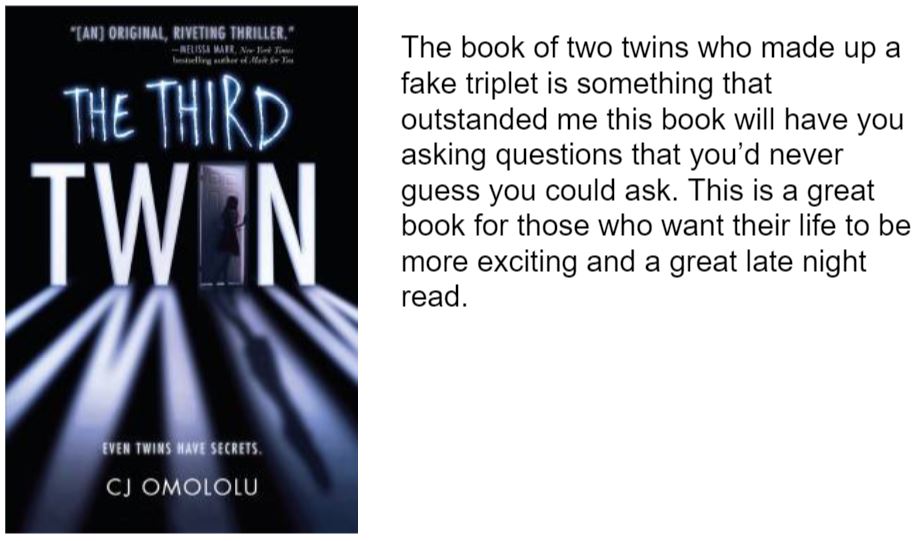 "[AN] ORIGINAL, RIVETING THRILLER."
—MELISSA MARR, New York Times
bestselling author of Made for You
THE THIRD
TWIN
EVEN TWINS HAVE SECRETS.
CJ OMOLOLU
The book of two twins who made up a
fake triplet is something that
outstanded me this book will have you
asking questions that you’d never
guess you could ask. This is a great
book for those who want their life to be
more exciting and a great late night
read.